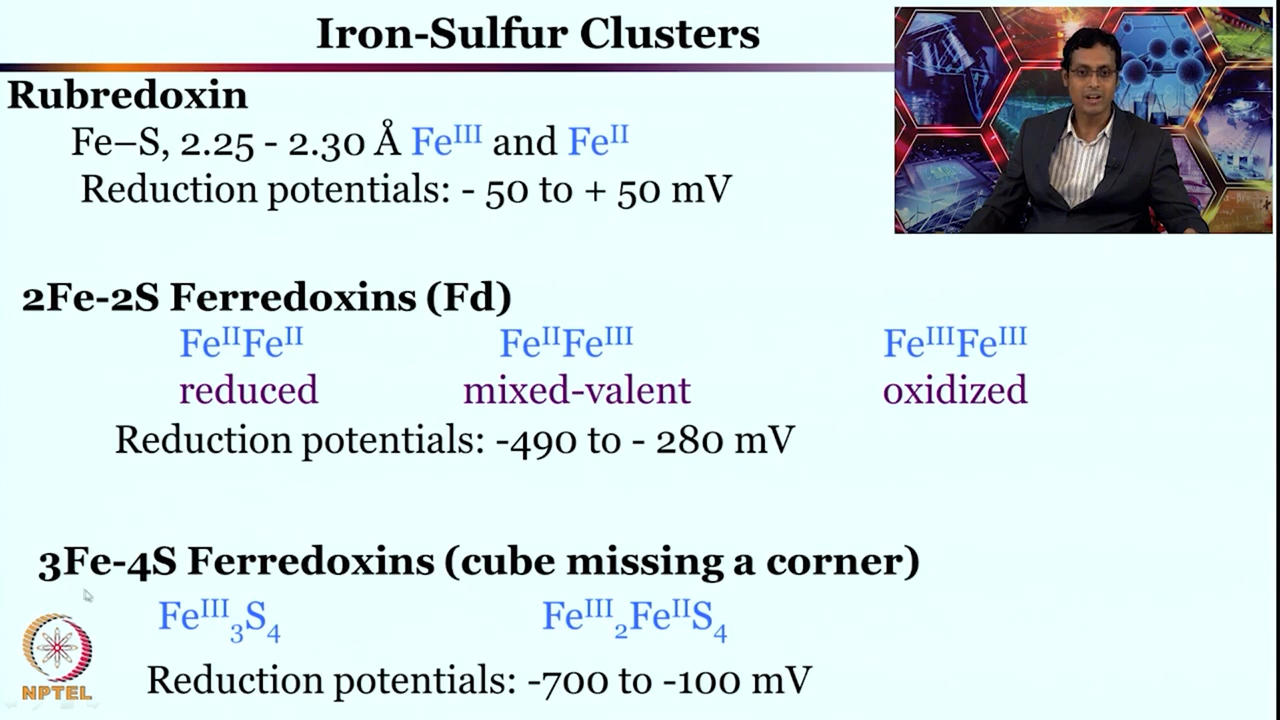 Iron-Sulfur Clusters
Rubredoxin
Fe–S, 2.25 - 2.30 Å Feᴵᴵᴵ and Feᴵᴵ
Reduction potentials: - 50 to + 50 mV
2Fe-2S Ferredoxins (Fd)
FeᴵᴵFeᴵᴵ FeᴵᴵFeᴵᴵᴵ FeᴵᴵᴵFeᴵᴵᴵ
reduced mixed-valent oxidized
Reduction potentials: -490 to - 280 mV
3Fe-4S Ferredoxins (cube missing a corner)
Feᴵᴵᴵ₃S₄ Feᴵᴵᴵ₂FeᴵᴵS₄
Reduction potentials: -700 to -100 mV
NPTEL